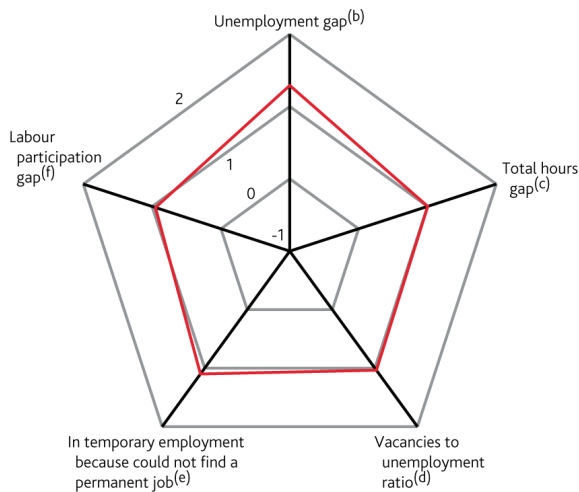 Unemployment gap(b)
2
Labour
participation
gap(f)
1
Total hours
gap(c)
0
-1
In temporary employment
because could not find a
permanent job(e)
Vacancies to
unemployment
ratio(d)